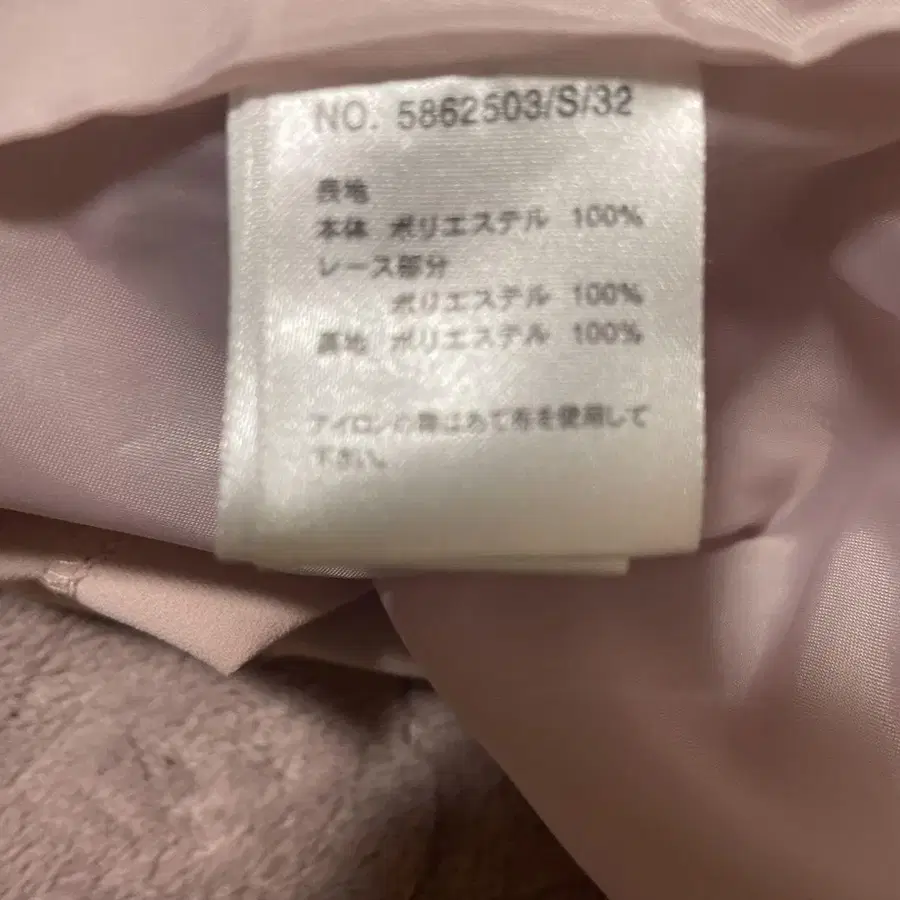 NO. 5862503/S/32
表地
本体 ポリエステル 100%
レース部分
ポリエステル 100%
裏地 ポリエステル 100%
アイロンの際はあて布を使用して
下さい。